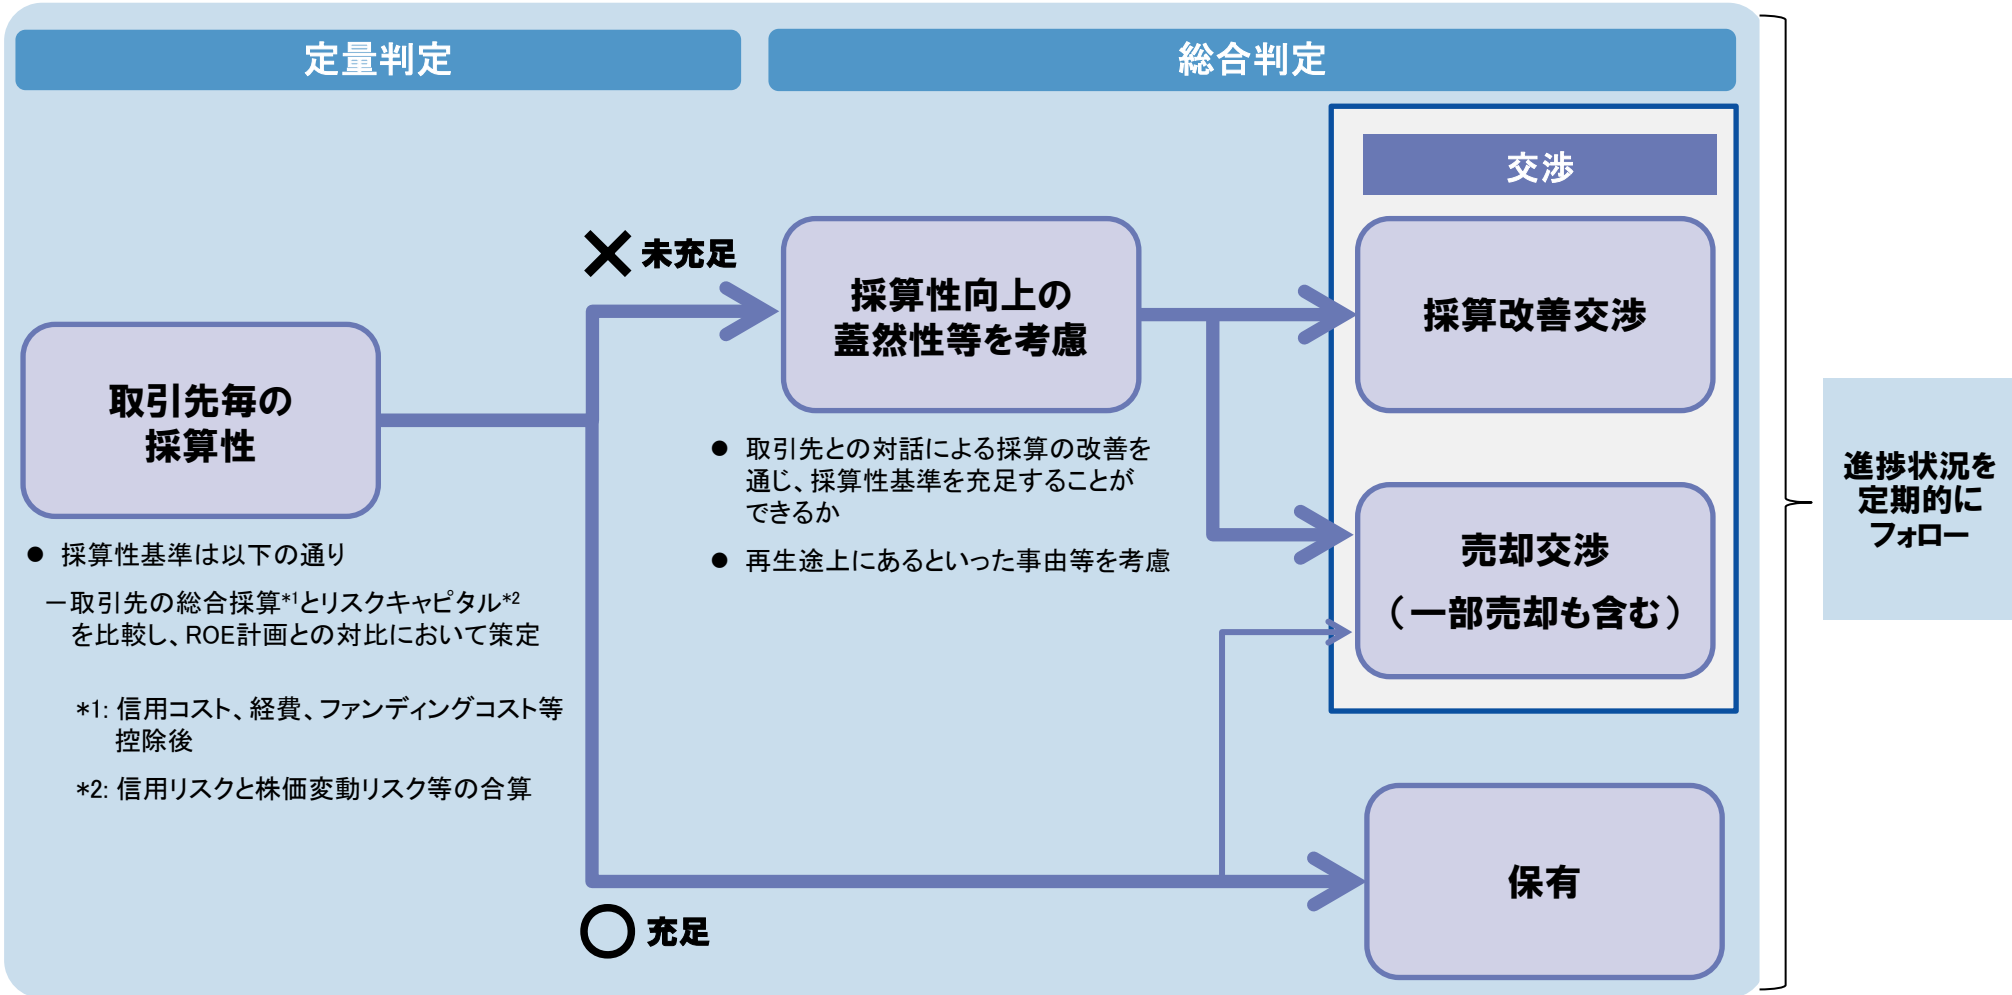 定量判定
総合判定
交渉
✕ 未充足
採算性向上の
蓋然性等を考慮
採算改善交渉
取引先毎の
採算性
● 取引先との対話による採算の改善を
通じ、採算性基準を充足することが
できるか
● 再生途上にあるといった事由等を考慮
売却交渉
（一部売却も含む）
進捗状況を
定期的に
フォロー
● 採算性基準は以下の通り
－取引先の総合採算*1とリスクキャピタル*2
を比較し、ROE計画との対比において策定
*1: 信用コスト、経費、ファンディングコスト等
控除後
*2: 信用リスクと株価変動リスク等の合算
保有
○ 充足